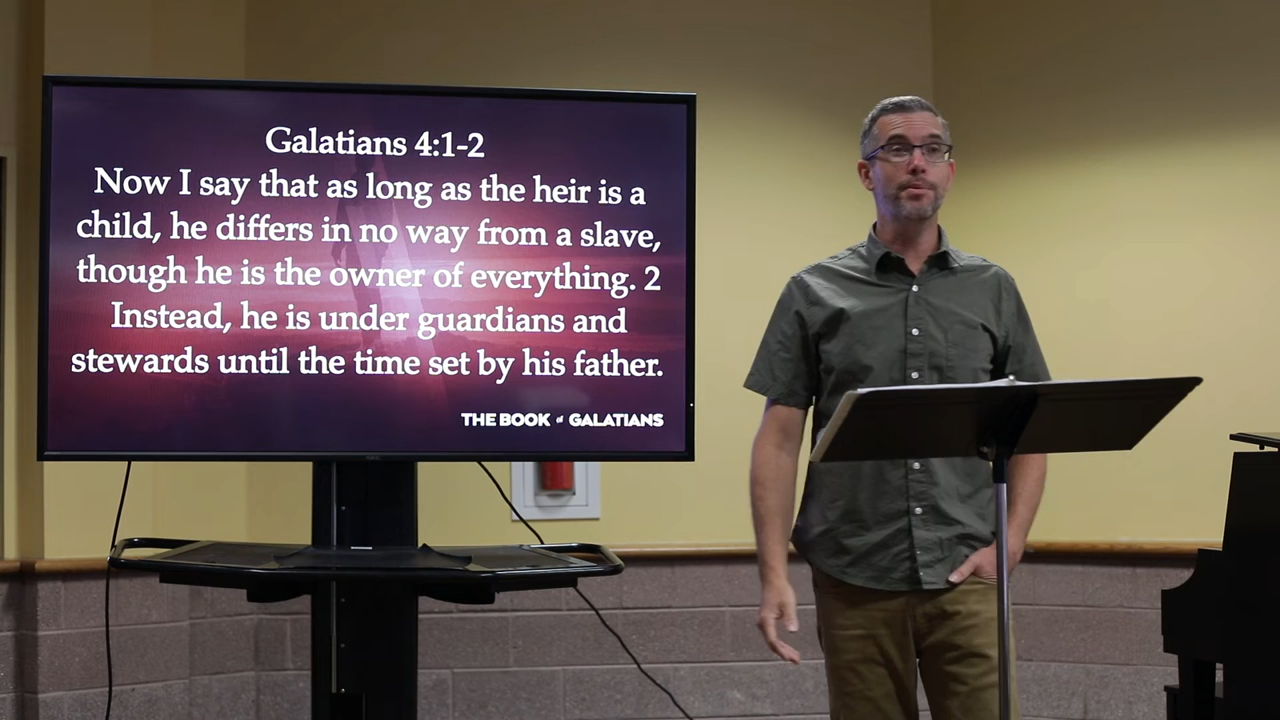 Galatians 4:1-2
Now I say that as long as the heir is a
child, he differs in no way from a slave,
though he is the owner of everything. 2
Instead, he is under guardians and
stewards until the time set by his father.
THE BOOK of GALATIANS